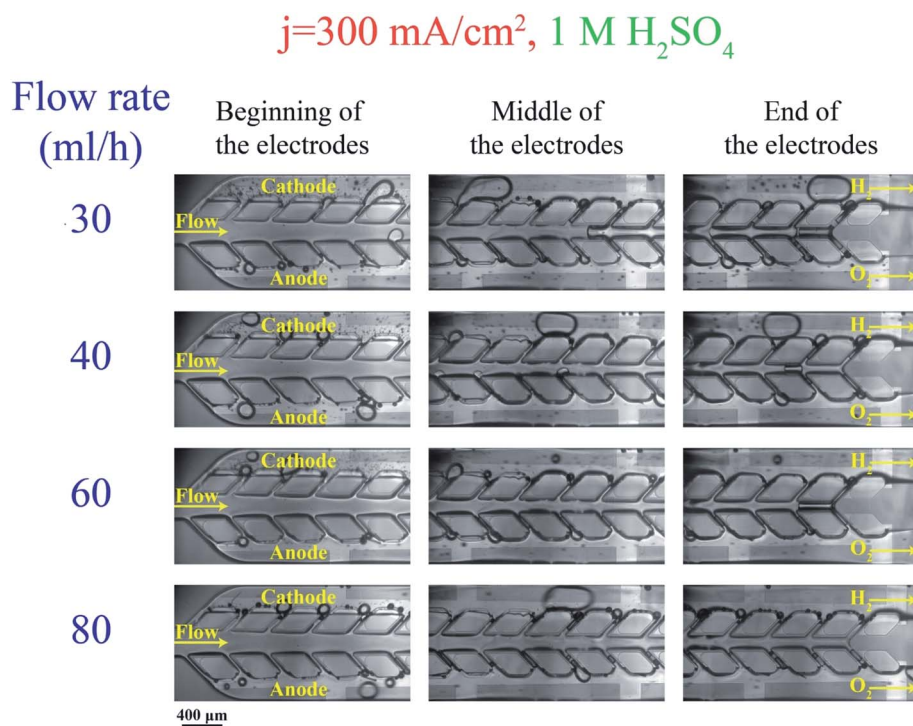 j=300 mA/cm², 1 M H₂SO₄
Flow rate
(ml/h)
Beginning of
the electrodes
Middle of
the electrodes
End of
the electrodes
30
Cathode
Flow
Anode
H₂
O₂
40
Cathode
Flow
Anode
H₂
O₂
60
Cathode
Flow
Anode
H₂
O₂
80
Cathode
Flow
Anode
H₂
O₂
400 µm